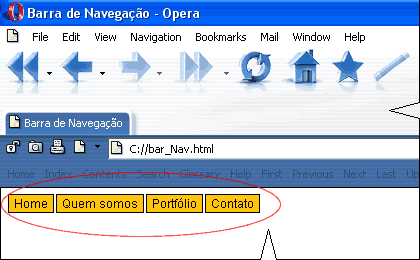 Barra de Navegação - Opera
File Edit View Navigation Bookmarks Mail Window Help
Barra de Navegação
C://bar_Nav.html
Home Index Contents Search Glossary Help First Previous Next Last Up
Home Quem somos Portfólio Contato